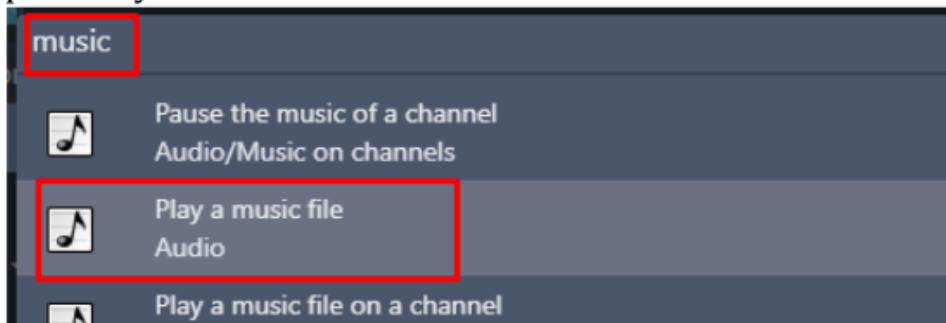 music
Pause the music of a channel
Audio/Music on channels
Play a music file
Audio
Play a music file on a channel